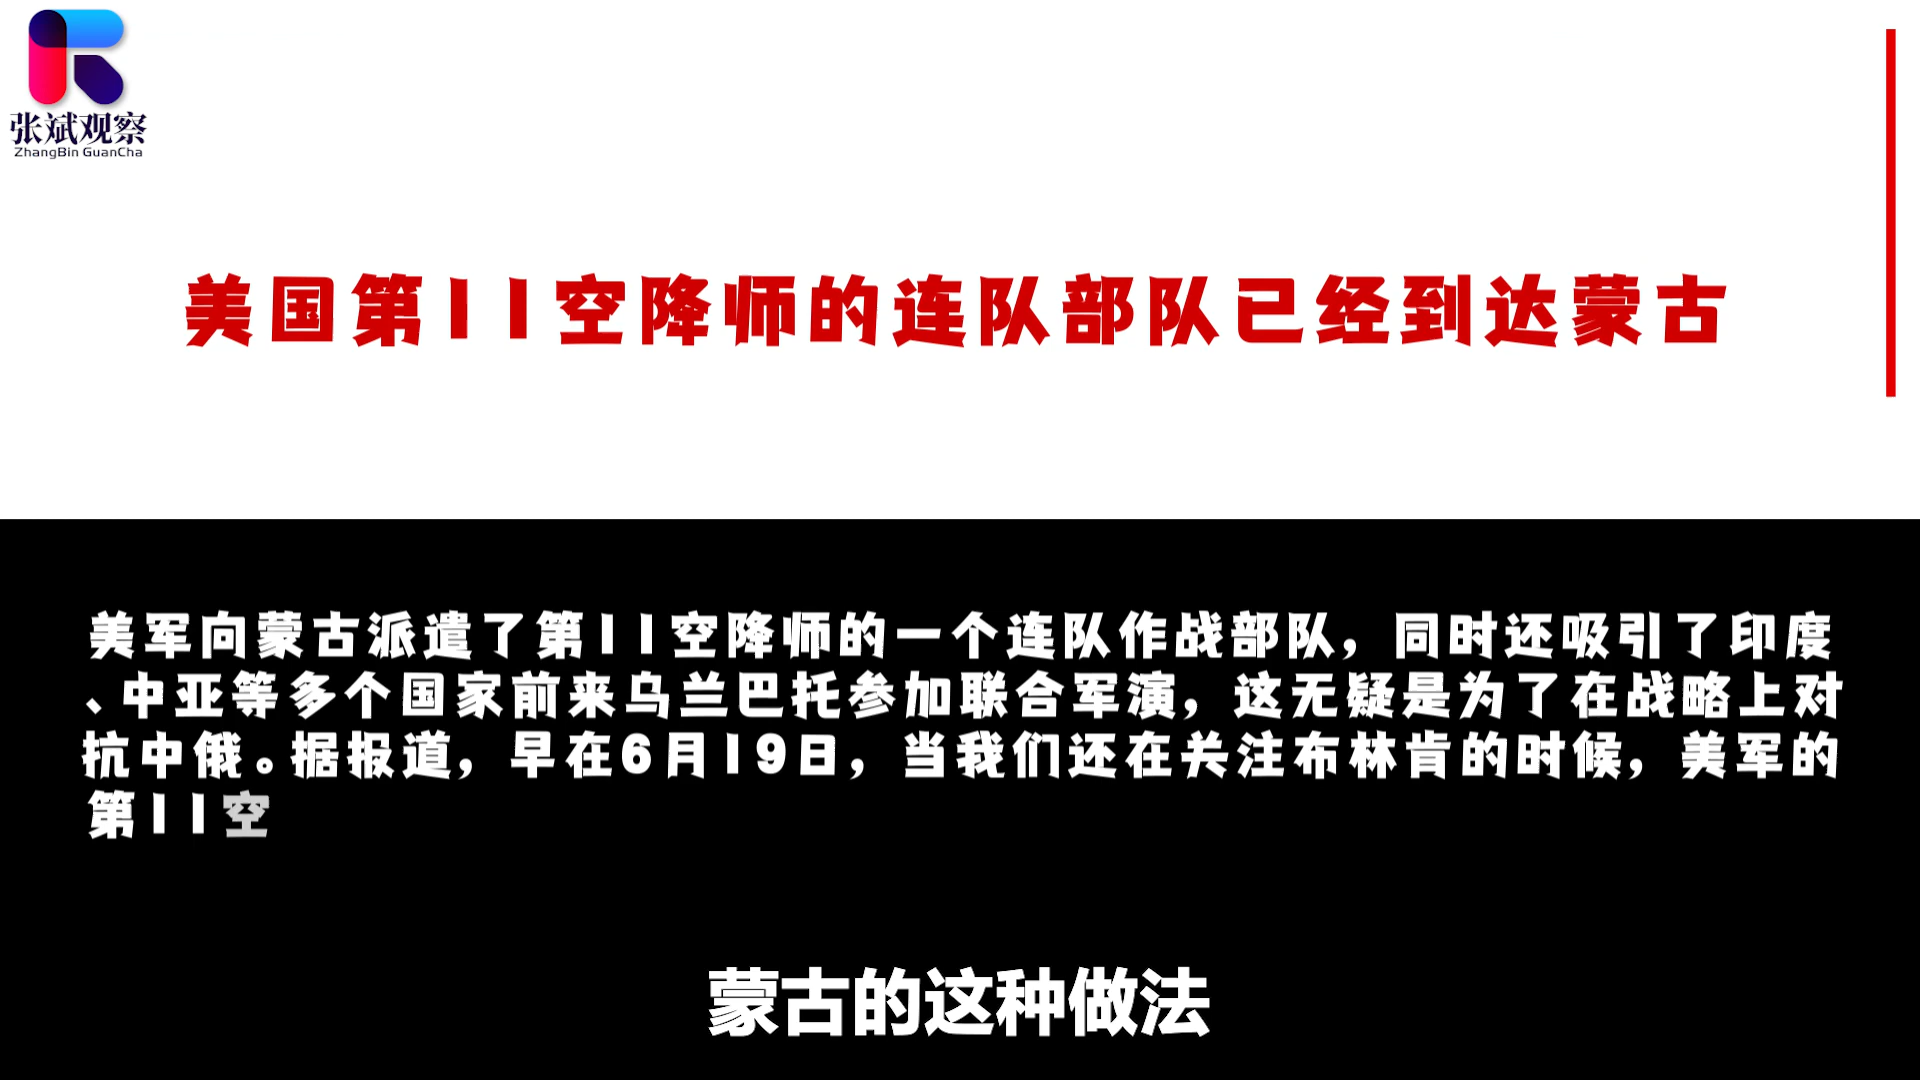 张斌观察
ZhangBin GuanCha
美国第11空降师的连队部队已经到达蒙古
美军向蒙古派遣了第11空降师的一个连队作战部队，同时还吸引了印度
、中亚等多个国家前来乌兰巴托参加联合军演，这无疑是为了在战略上对
抗中俄。据报道，早在6月19日，当我们还在关注布林肯的时候，美军的
第11空
蒙古的这种做法